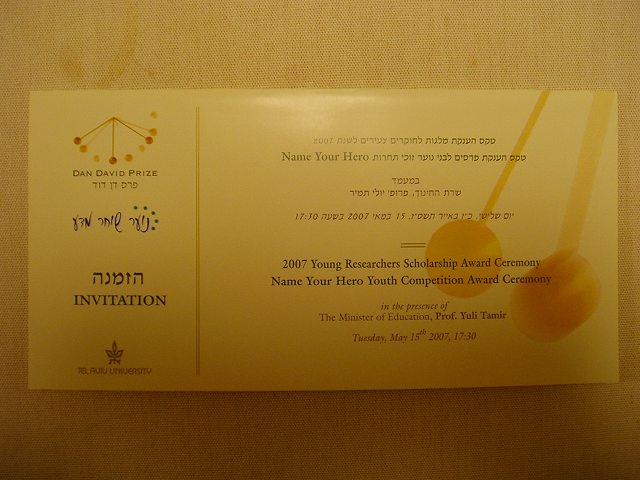 DAN DAVID PRIZE
פרס דן דוד
נוער שוחר מדע
הזמנה
INVITATION
TEL AVIV UNIVERSITY
טקס הענקת מלגות לחוקרים צעירים לשנת 2007
טקס הענקת פרסים לבני נוער זוכי תחרות Name Your Hero
במעמד
שרת החינוך, פרופ' יולי תמיר
יום שלישי, כ"ז באייר תשס"ז, 15 במאי 2007 בשעה 17:30
2007 Young Researchers Scholarship Award Ceremony
Name Your Hero Youth Competition Award Ceremony
in the presence of
The Minister of Education, Prof. Yuli Tamir
Tuesday, May 15th 2007, 17:30